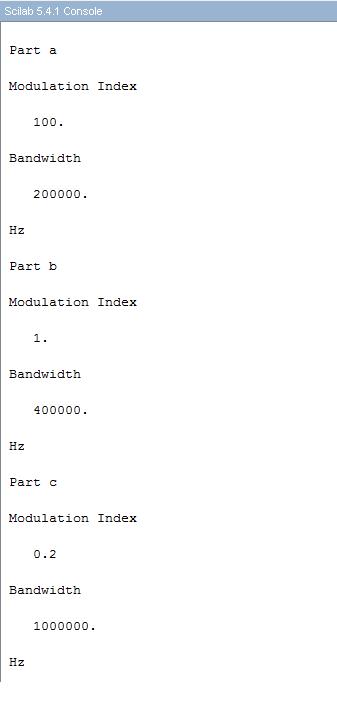 Scilab 5.4.1 Console
Part a
Modulation Index
100.
Bandwidth
200000.
Hz
Part b
Modulation Index
1.
Bandwidth
400000.
Hz
Part c
Modulation Index
0.2
Bandwidth
1000000.
Hz